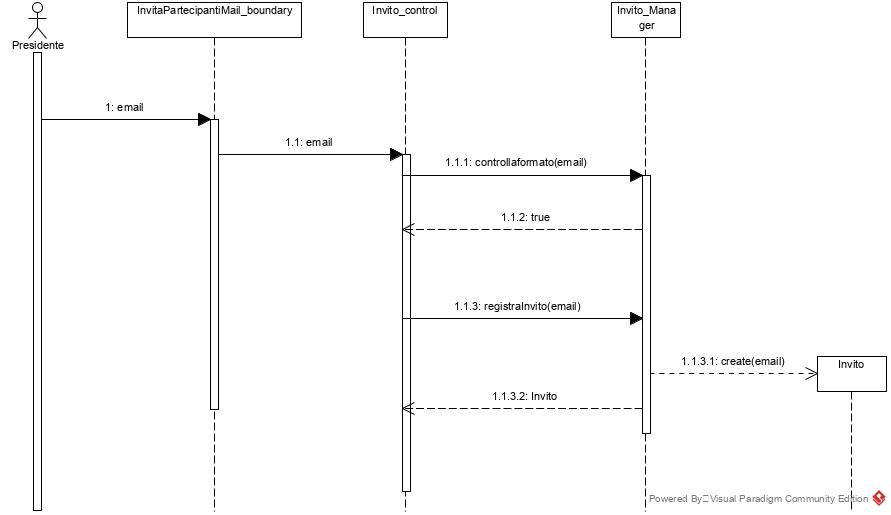 InvitaPartecipantiMail_boundary
Invito_control
Invito_Mana
ger
Presidente
1: email
1.1: email
1.1.1: controllaformato(email)
1.1.2: true
1.1.3: registraInvito(email)
1.1.3.1: create(email)
Invito
1.1.3.2: Invito
Powered By Visual Paradigm Community Edition